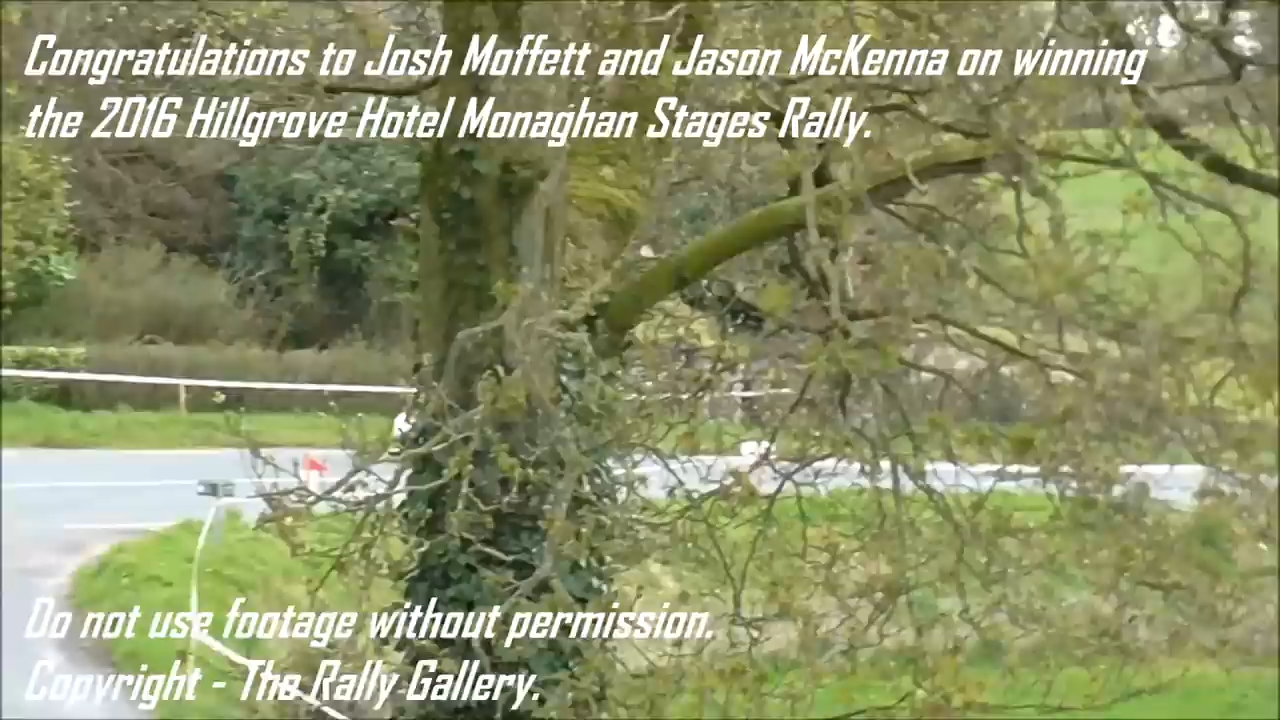 Congratulations to Josh Moffett and Jason McKenna on winning
the 2016 Hillgrove Hotel Monaghan Stages Rally.
Do not use footage without permission.
Copyright - The Rally Gallery.